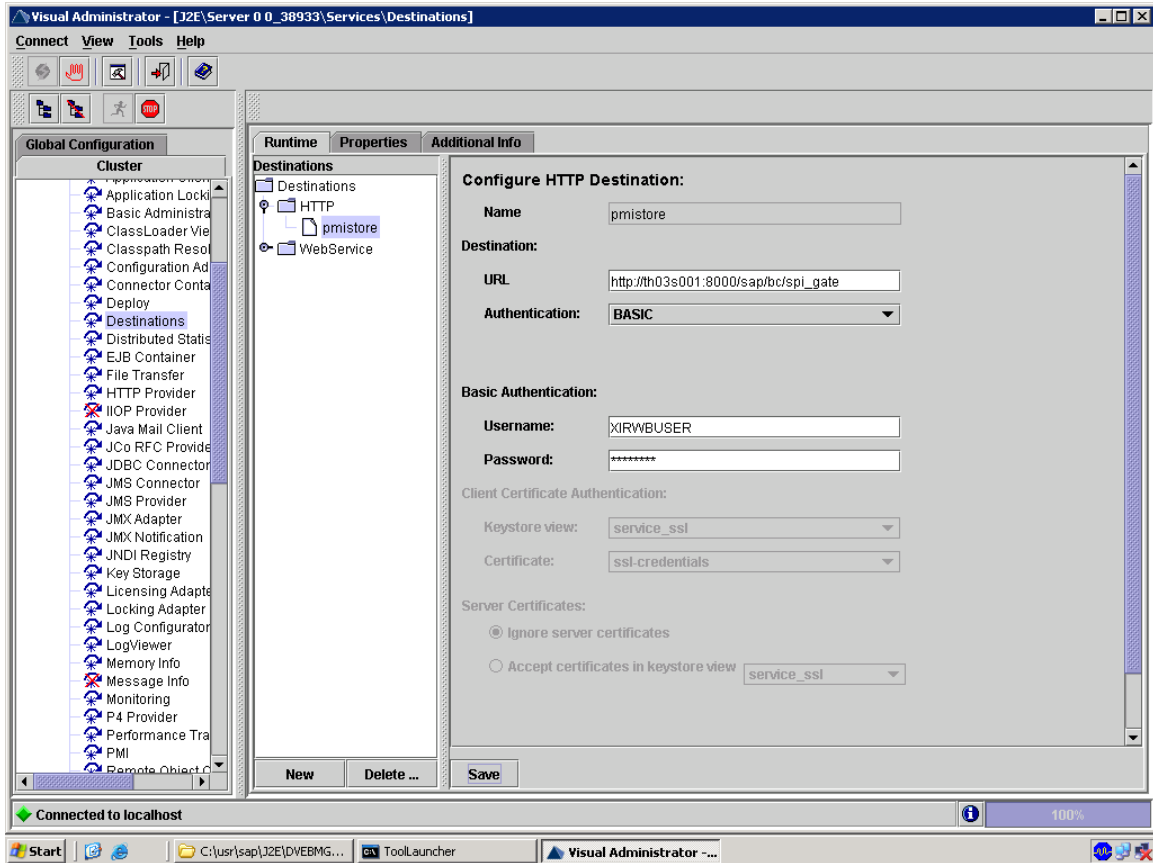 Visual Administrator - [J2E\Server 0 0_38933\Services\Destinations]
Connect View Tools Help
STOP
Global Configuration
Cluster
Application Locki
Basic Administra
ClassLoader Vie
Classpath Resol
Configuration Ad
Connector Conta
Deploy
Destinations
Distributed Statis
EJB Container
File Transfer
HTTP Provider
IIOP Provider
Java Mail Client
JCo RFC Provide
JDBC Connector
JMS Connector
JMS Provider
JMX Adapter
JMX Notification
JNDI Registry
Key Storage
Licensing Adapte
Locking Adapter
Log Configurator
LogViewer
Memory Info
Message Info
Monitoring
P4 Provider
Performance Tra
PMI
Remote Object C
Runtime Properties Additional Info
Destinations
Destinations
HTTP
pmistore
WebService
New Delete ...
Configure HTTP Destination:
Name pmistore
Destination:
URL http://th03s001:8000/sap/bc/spi_gate
Authentication: BASIC
Basic Authentication:
Username: XIRWBUSER
Password: ********
Client Certificate Authentication:
Keystore view: service_ssl
Certificate: ssl-credentials
Server Certificates:
Ignore server certificates
Accept certificates in keystore view service_ssl
Save
Connected to localhost 100%
Start C:\usr\sap\J2E\DVEBMG... ToolLauncher Visual Administrator -...